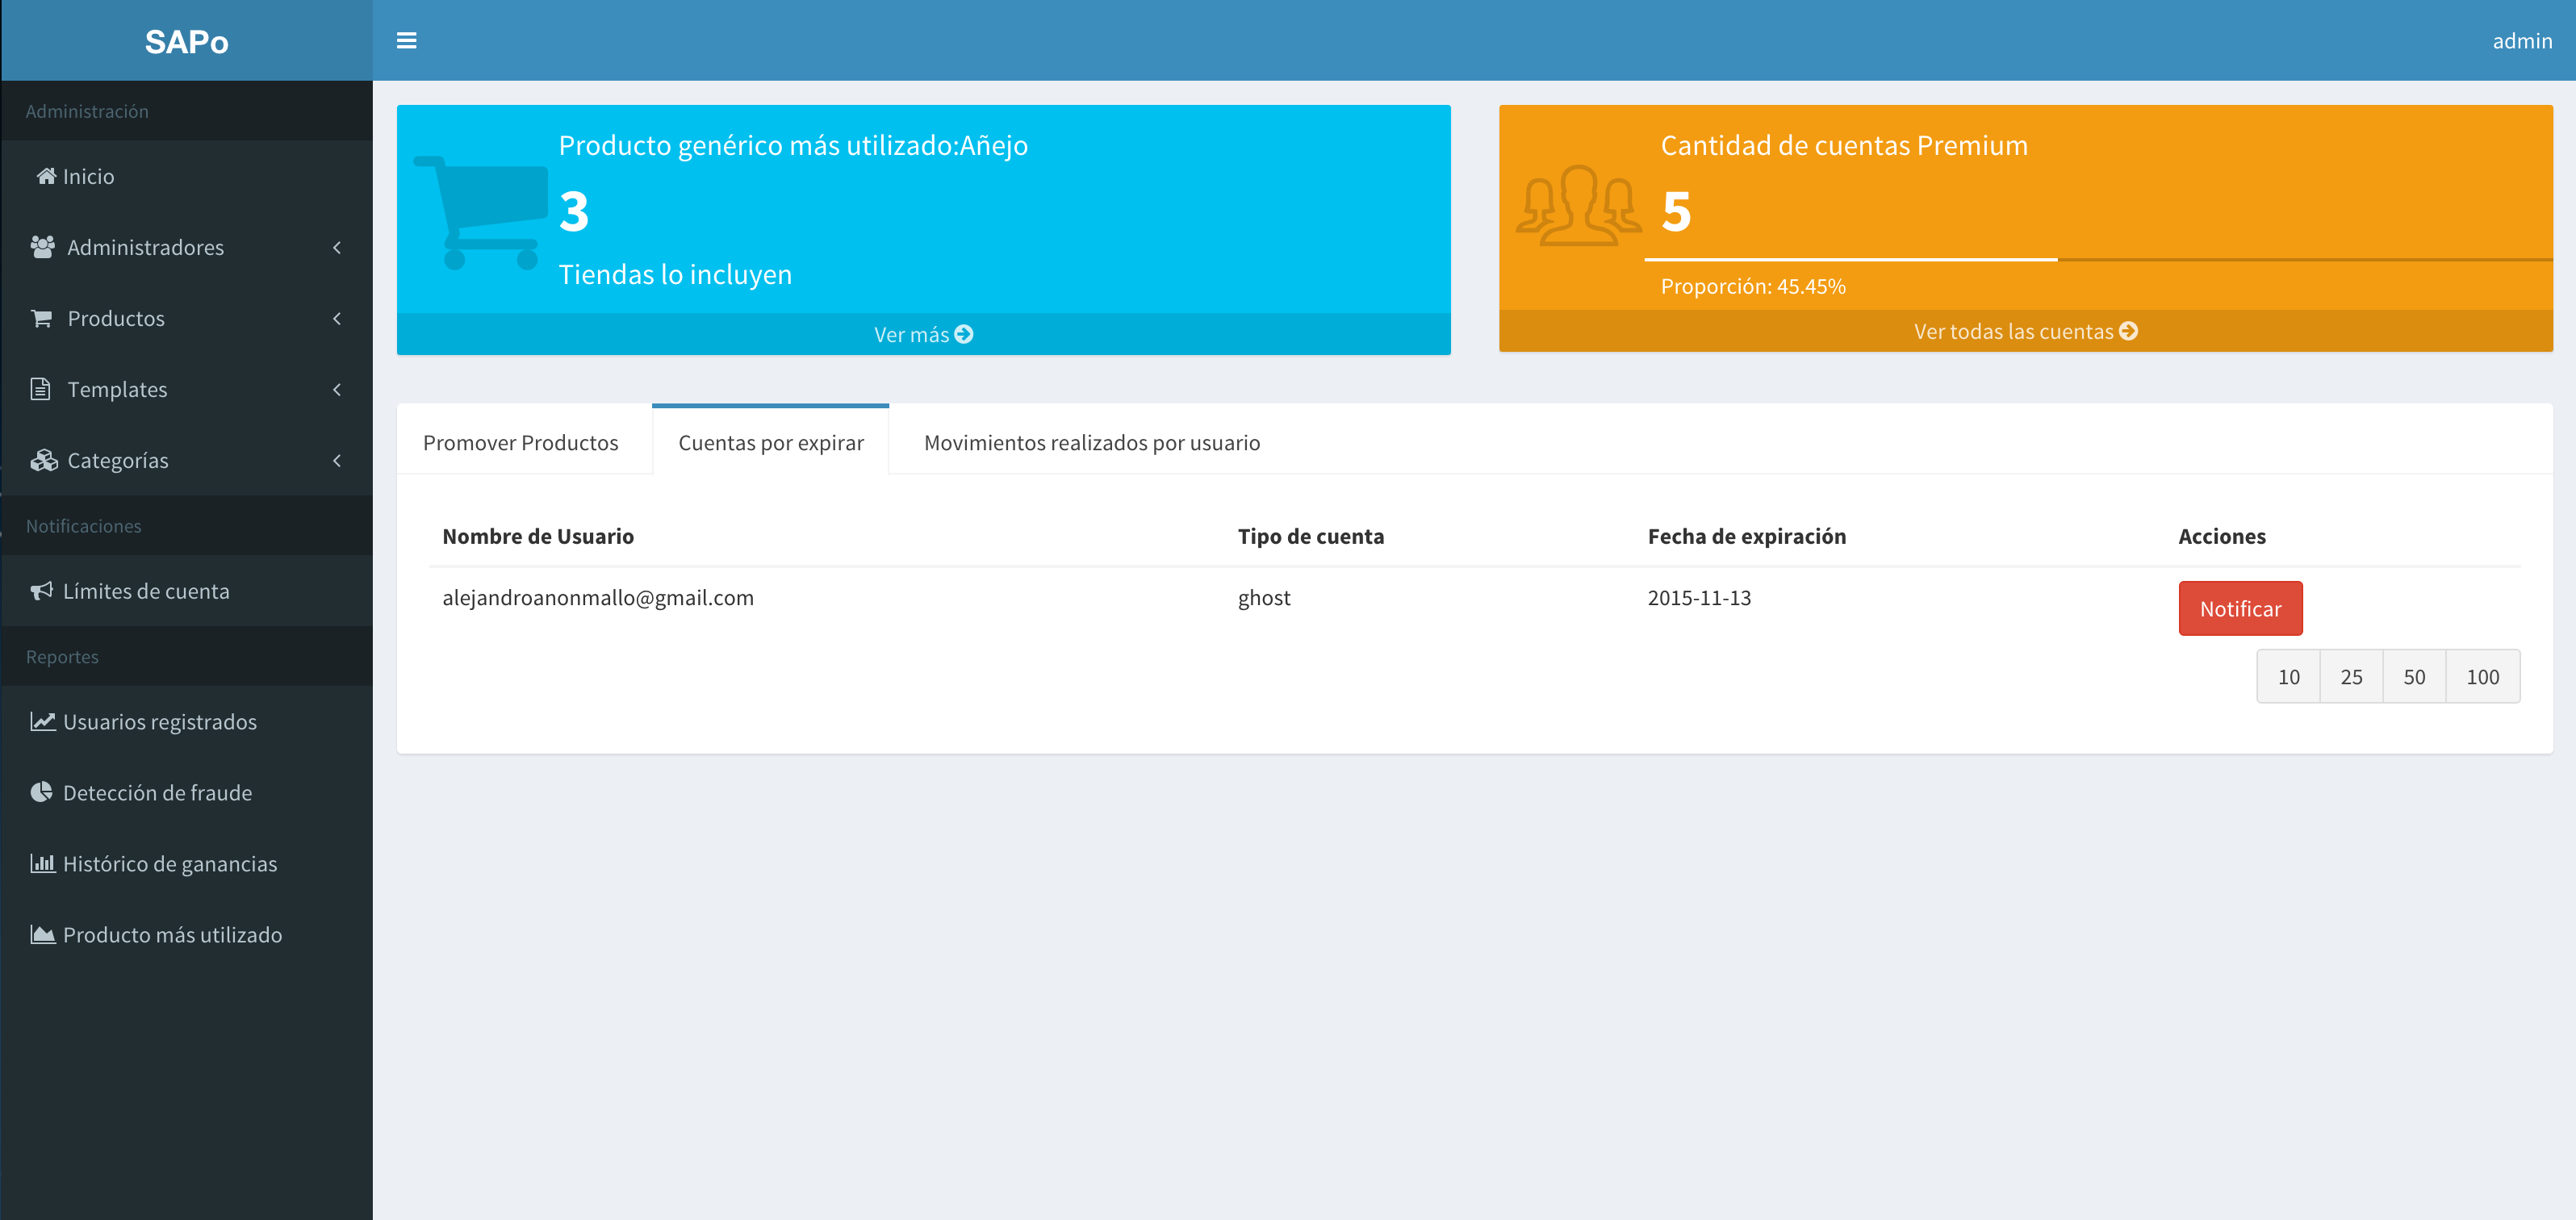 SAPo
admin
Administración
Inicio
Administradores
Productos
Templates
Categorías
Notificaciones
Límites de cuenta
Reportes
Usuarios registrados
Detección de fraude
Histórico de ganancias
Producto más utilizado
Producto genérico más utilizado:Añejo
3
Tiendas lo incluyen
Ver más
Cantidad de cuentas Premium
5
Proporción: 45.45%
Ver todas las cuentas
Promover Productos Cuentas por expirar Movimientos realizados por usuario
Nombre de Usuario Tipo de cuenta Fecha de expiración Acciones
alejandroanonmallo@gmail.com ghost 2015-11-13 Notificar
10 25 50 100